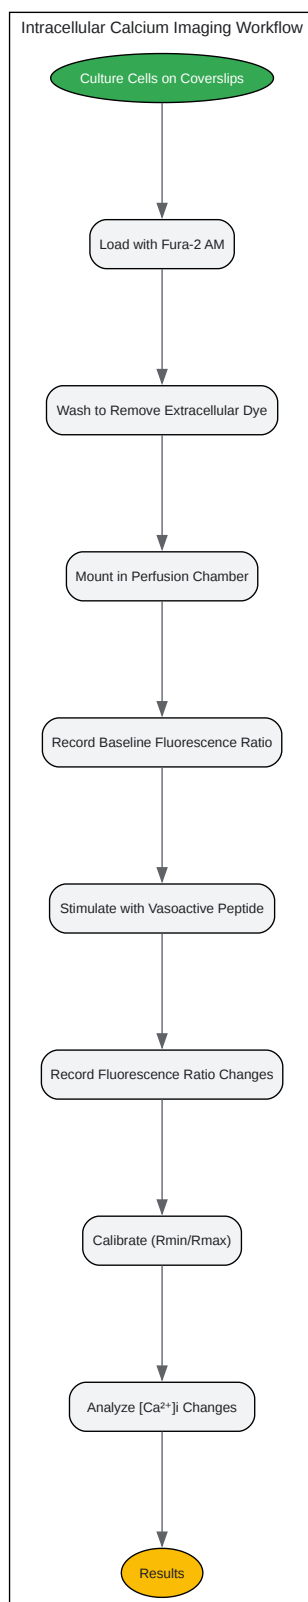 Intracellular Calcium Imaging Workflow
Culture Cells on Coverslips
Load with Fura-2 AM
Wash to Remove Extracellular Dye
Mount in Perfusion Chamber
Record Baseline Fluorescence Ratio
Stimulate with Vasoactive Peptide
Record Fluorescence Ratio Changes
Calibrate (Rmin/Rmax)
Analyze [Ca²⁺]i Changes
Results